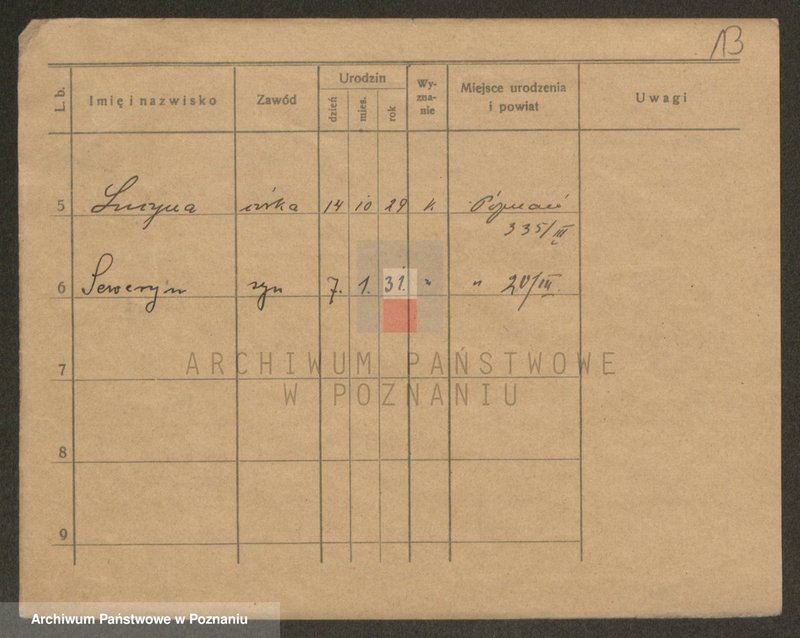 13
L. b. Imię i nazwisko Zawód Urodzin dzień mies. rok Wy-zna-nie Miejsce urodzenia i powiat Uwagi
5 Lucyna córka 14 10 29 k. Poznań
335/III
6 Seweryn syn 7. 1. 31. " " 20/III.
7
ARCHIWUM PAŃSTWOWE
W POZNANIU
8
9
Archiwum Państwowe w Poznaniu